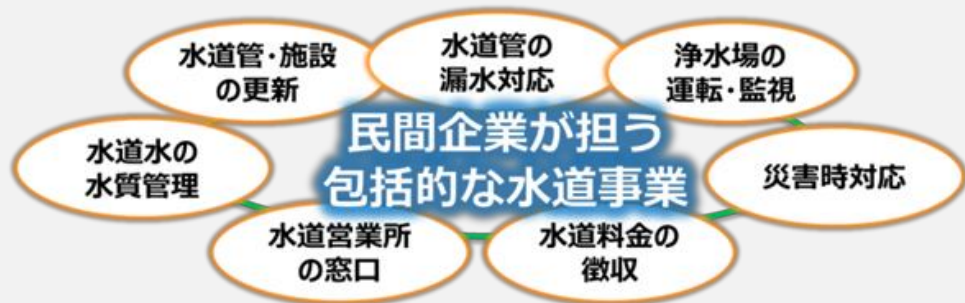 水道管・施設
の更新
水道管の
漏水対応
浄水場の
運転・監視
民間企業が担う
包括的な水道事業
水道水の
水質管理
災害時対応
水道営業所
の窓口
水道料金の
徴収